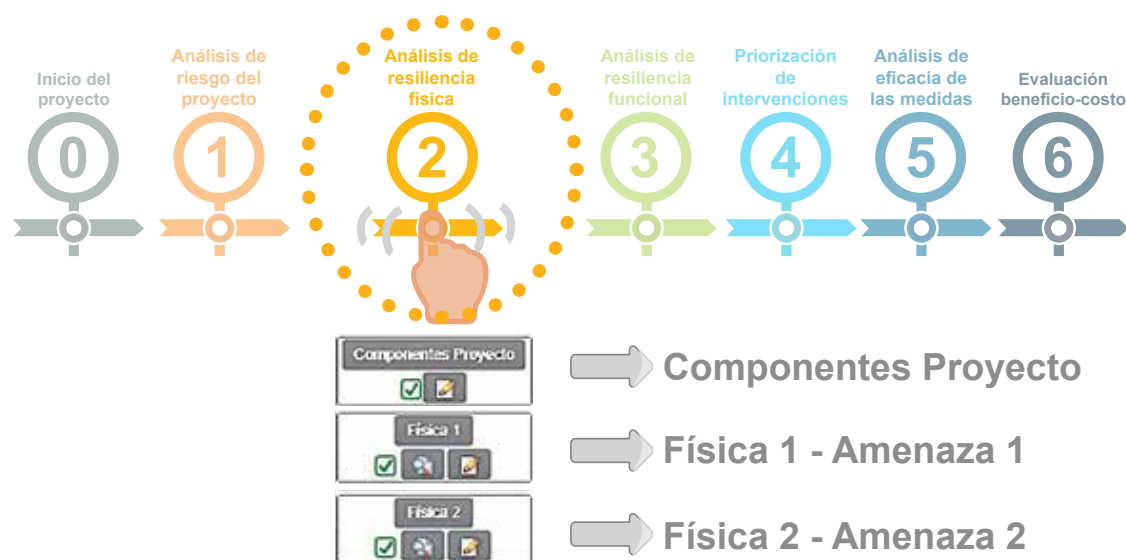 Inicio del
proyecto
0
Análisis de
riesgo del
proyecto
1
Análisis de
resiliencia
física
2
Análisis de
resiliencia
funcional
3
Priorización
de
intervenciones
4
Análisis de
eficacia de
las medidas
5
Evaluación
beneficio-costo
6
Componentes Proyecto
Componentes Proyecto
Física 1
Física 1 - Amenaza 1
Física 2
Física 2 - Amenaza 2